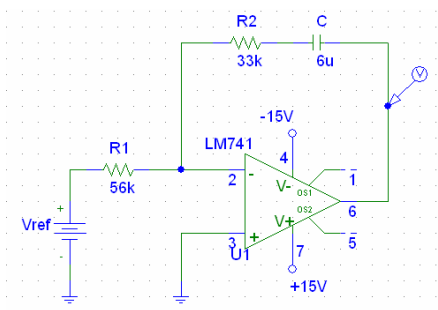 R2 C
33k 6u
V
-15V
R1 LM741
4
56k 2 - V- OS1 1
6
Vref + OS2
- 3 + V+ 5
U1 7
+15V